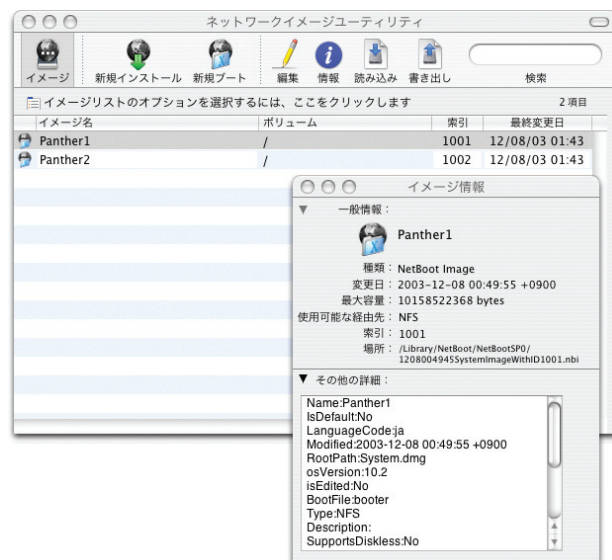 ネットワークイメージユーティリティ
イメージ 新規インストール 新規ブート 編集 情報 読み込み 書き出し 検索
イメージリストのオプションを選択するには、ここをクリックします 2 項目
イメージ名 ボリューム 索引 最終変更日
Panther1 / 1001 12/08/03 01:43
Panther2 / 1002 12/08/03 01:43
イメージ情報
一般情報：
Panther1
種類：NetBoot Image
変更日：2003-12-08 00:49:55 +0900
最大容量：10158522368 bytes
使用可能な経由先：NFS
索引：1001
場所：/Library/NetBoot/NetBootSP0/
1208004945SystemImageWithID1001.nbi
その他の詳細：
Name:Panther1
IsDefault:No
LanguageCode:ja
Modified:2003-12-08 00:49:55 +0900
RootPath:System.dmg
osVersion:10.2
isEdited:No
BootFile:booter
Type:NFS
Description:
SupportsDiskless:No